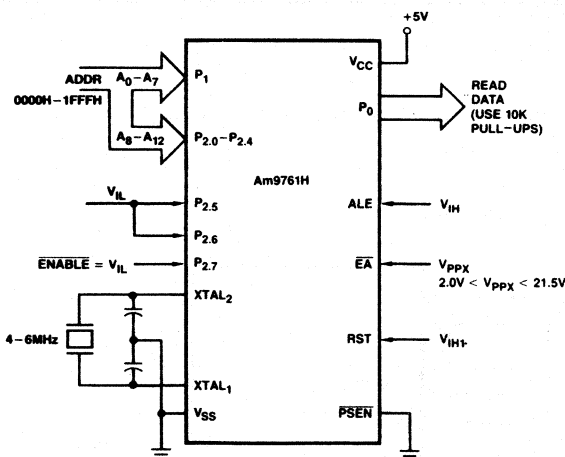 +5V
VCC
ADDR
0000H-1FFFH
A0-A7
P1
A8-A12
P2.0-P2.4
P0
READ
DATA
(USE 10K
PULL-UPS)
Am9761H
VIL
P2.5
P2.6
ENABLE = VIL
P2.7
ALE
VIH
EA
VPPX
2.0V < VPPX < 21.5V
4-6MHz
XTAL2
XTAL1
VSS
RST
VIH1
PSEN